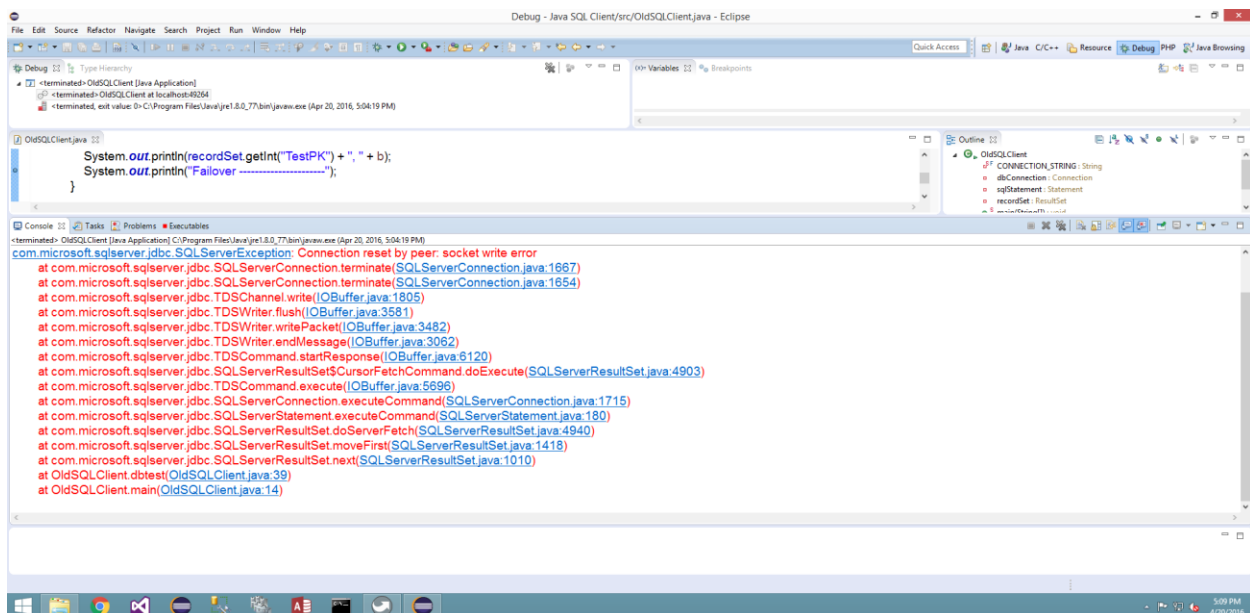 Debug - Java SQL Client/src/OldSQLClient.java - Eclipse
File Edit Source Refactor Navigate Search Project Run Window Help
Quick Access Java C/C++ Resource Debug PHP Java Browsing
Debug Type Hierarchy
(x)= Variables Breakpoints
<terminated> OldSQLClient [Java Application]
<terminated>OldSQLClient at localhost:49264
<terminated, exit value: 0>C:\Program Files\Java\jre1.8.0_77\bin\javaw.exe (Apr 20, 2016, 5:04:19 PM)
OldSQLClient.java
System.out.println(recordSet.getInt("TestPK") + ", " + b);
System.out.println("Failover ----------------------");
}
Outline
OldSQLClient
CONNECTION_STRING : String
dbConnection : Connection
sqlStatement : Statement
recordSet : ResultSet
main(String[]) : void
Console Tasks Problems Executables
<terminated> OldSQLClient [Java Application] C:\Program Files\Java\jre1.8.0_77\bin\javaw.exe (Apr 20, 2016, 5:04:19 PM)
com.microsoft.sqlserver.jdbc.SQLServerException: Connection reset by peer: socket write error
at com.microsoft.sqlserver.jdbc.SQLServerConnection.terminate(SQLServerConnection.java:1667)
at com.microsoft.sqlserver.jdbc.SQLServerConnection.terminate(SQLServerConnection.java:1654)
at com.microsoft.sqlserver.jdbc.TDSChannel.write(IOBuffer.java:1805)
at com.microsoft.sqlserver.jdbc.TDSWriter.flush(IOBuffer.java:3581)
at com.microsoft.sqlserver.jdbc.TDSWriter.writePacket(IOBuffer.java:3482)
at com.microsoft.sqlserver.jdbc.TDSWriter.endMessage(IOBuffer.java:3062)
at com.microsoft.sqlserver.jdbc.TDSCommand.startResponse(IOBuffer.java:6120)
at com.microsoft.sqlserver.jdbc.SQLServerResultSet$CursorFetchCommand.doExecute(SQLServerResultSet.java:4903)
at com.microsoft.sqlserver.jdbc.TDSCommand.execute(IOBuffer.java:5696)
at com.microsoft.sqlserver.jdbc.SQLServerConnection.executeCommand(SQLServerConnection.java:1715)
at com.microsoft.sqlserver.jdbc.SQLServerStatement.executeCommand(SQLServerStatement.java:180)
at com.microsoft.sqlserver.jdbc.SQLServerResultSet.doServerFetch(SQLServerResultSet.java:4940)
at com.microsoft.sqlserver.jdbc.SQLServerResultSet.moveFirst(SQLServerResultSet.java:1418)
at com.microsoft.sqlserver.jdbc.SQLServerResultSet.next(SQLServerResultSet.java:1010)
at OldSQLClient.dbtest(OldSQLClient.java:39)
at OldSQLClient.main(OldSQLClient.java:14)
5:09 PM
4/20/2016